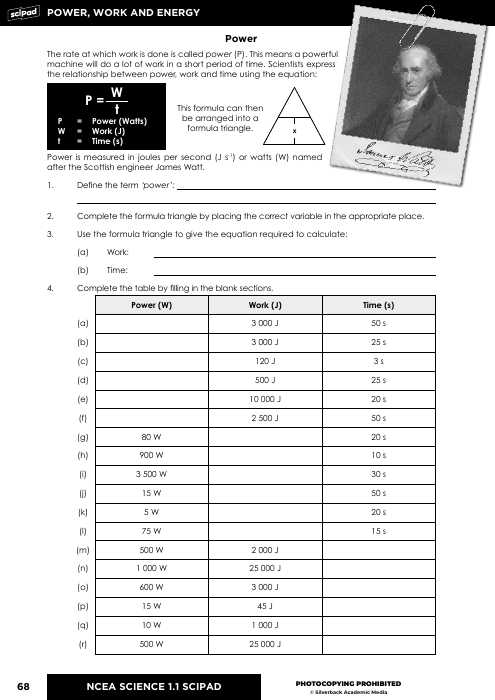 scipad POWER, WORK AND ENERGY
Power
The rate at which work is done is called power (P). This means a powerful
machine will do a lot of work in a short period of time. Scientists express
the relationship between power, work and time using the equation:
P = W
t
P = Power (Watts)
W = Work (J)
t = Time (s)
This formula can then
be arranged into a
formula triangle.
x
Power is measured in joules per second (J s⁻¹) or watts (W) named
after the Scottish engineer James Watt.
James Watt
1. Define the term 'power':
2. Complete the formula triangle by placing the correct variable in the appropriate place.
3. Use the formula triangle to give the equation required to calculate:
(a) Work:
(b) Time:
4. Complete the table by filling in the blank sections.
Power (W) Work (J) Time (s)
(a) 3 000 J 50 s
(b) 3 000 J 25 s
(c) 120 J 3 s
(d) 500 J 25 s
(e) 10 000 J 20 s
(f) 2 500 J 50 s
(g) 80 W 20 s
(h) 900 W 10 s
(i) 3 500 W 30 s
(j) 15 W 50 s
(k) 5 W 20 s
(l) 75 W 15 s
(m) 500 W 2 000 J
(n) 1 000 W 25 000 J
(o) 600 W 3 000 J
(p) 15 W 45 J
(q) 10 W 1 000 J
(r) 500 W 25 000 J
68 NCEA SCIENCE 1.1 SCIPAD PHOTOCOPYING PROHIBITED
© Silverback Academic Media